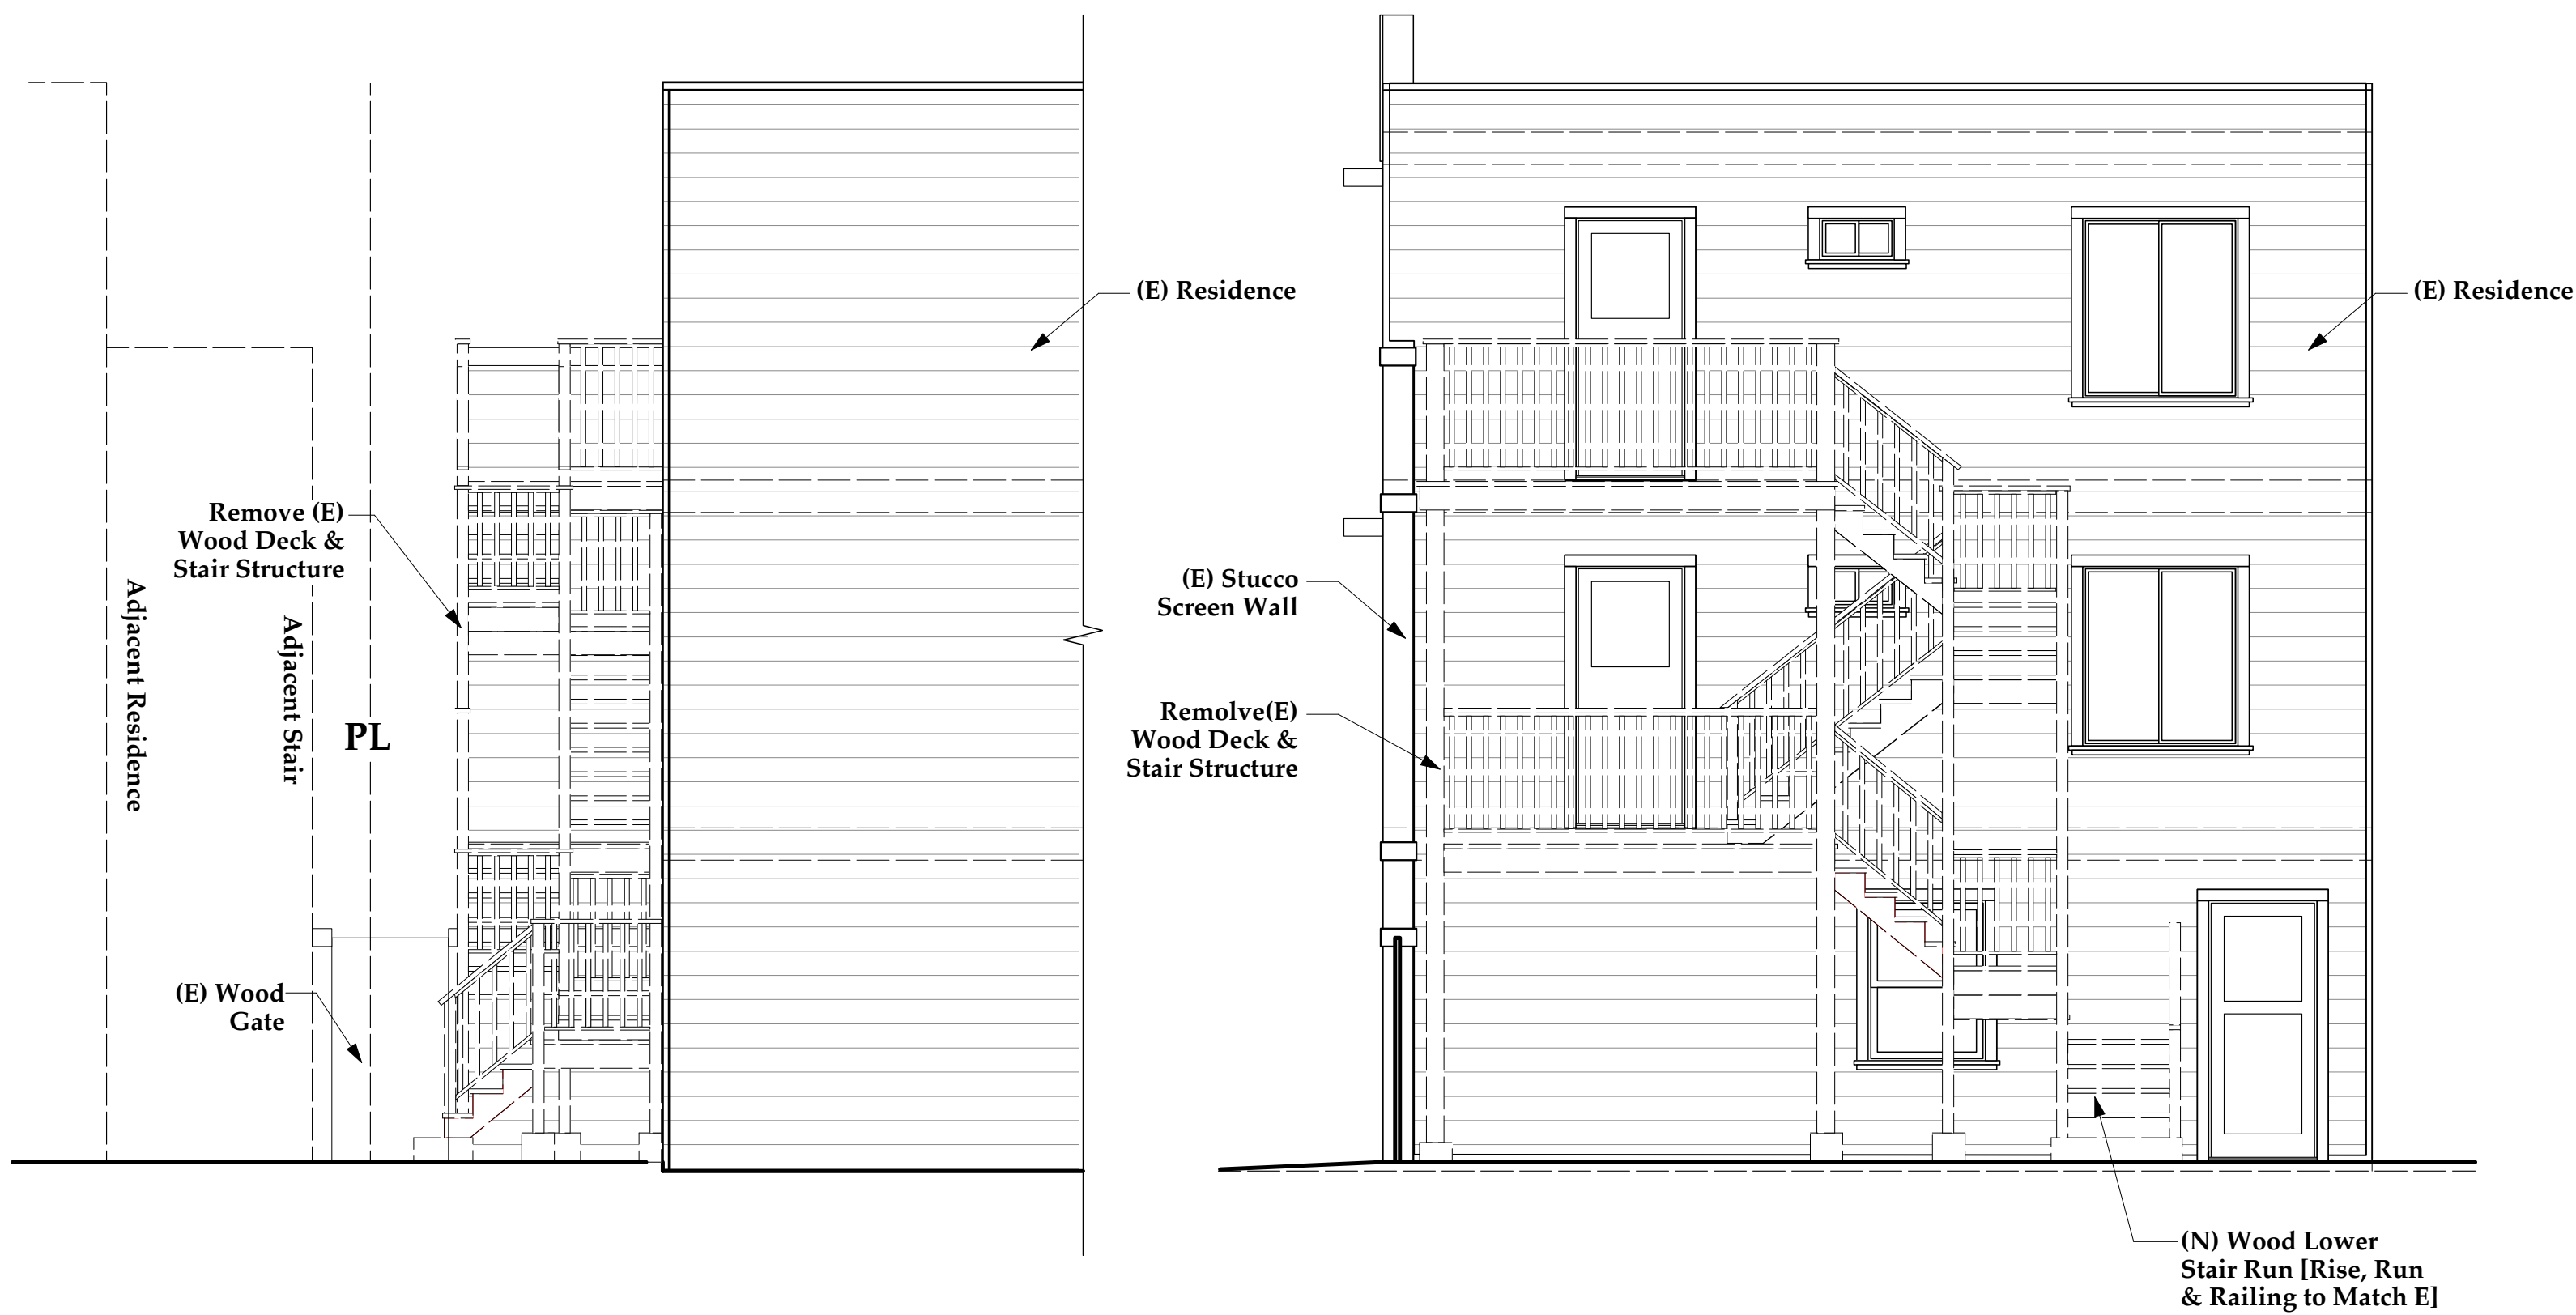 (E) Residence
Remove (E)
Wood Deck &
Stair Structure
Adjacent Residence
Adjacent Stair
PL
(E) Wood
Gate
(E) Residence
(E) Stucco
Screen Wall
Remolve(E)
Wood Deck &
Stair Structure
(N) Wood Lower
Stair Run [Rise, Run
& Railing to Match E]